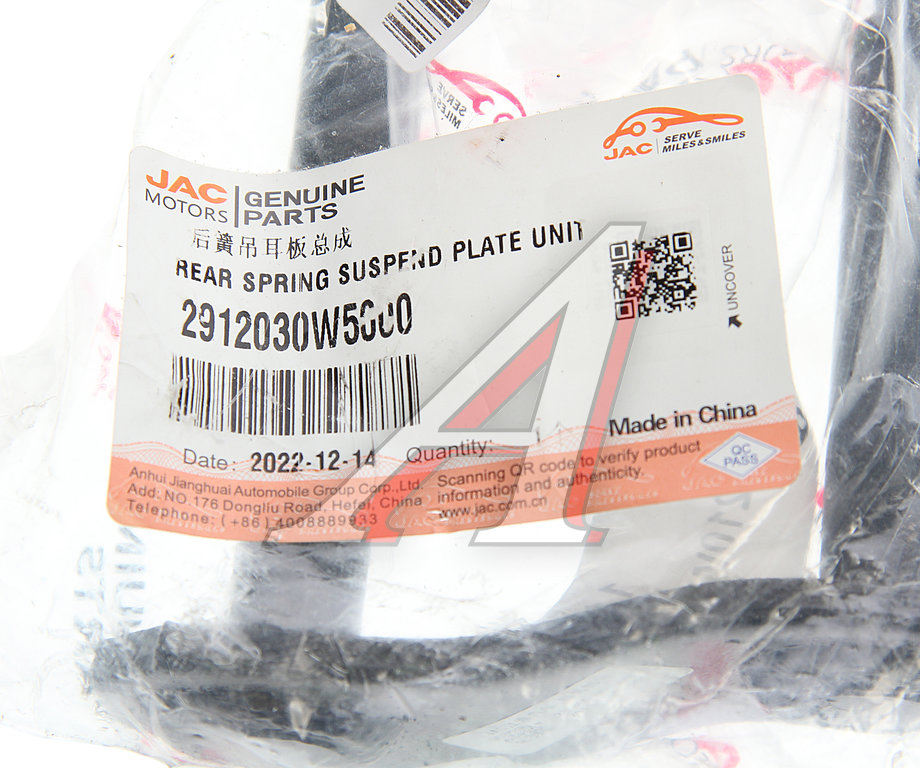 JAC
MOTORS
GENUINE
PARTS
JAC
SERVE
MILES&SMILES
后簧吊耳板总成
REAR SPRING SUSPEND PLATE UNIT
2912030W5000
UNCOVER
Made in China
Date: 2022-12-14
Quantity: 1
QC
PASS
Anhui Jianghuai Automobile Group Corp.,Ltd.
Add: NO.176 Dongliu Road, Hefei, China
Telephone: (+86) 4008889933
Scanning QR code to verify product
information and authenticity.
www.jac.com.cn